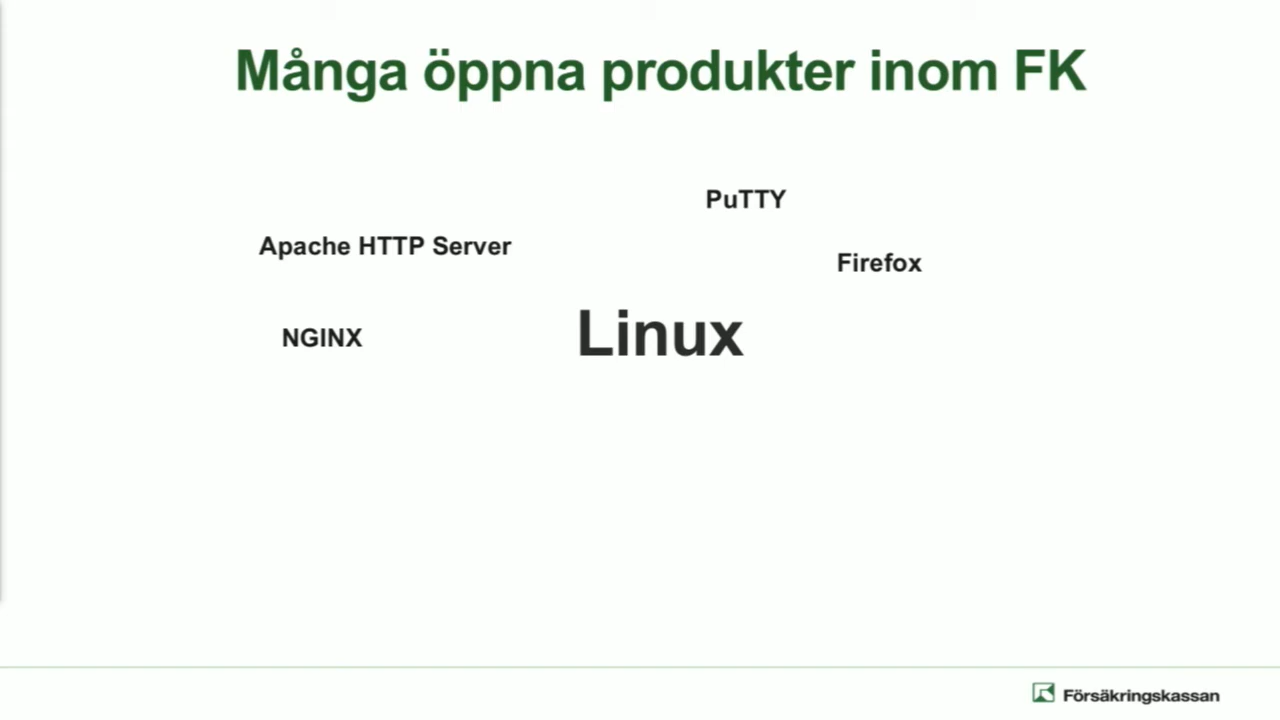 Många öppna produkter inom FK
PuTTY
Apache HTTP Server
Firefox
Linux
NGINX
Försäkringskassan